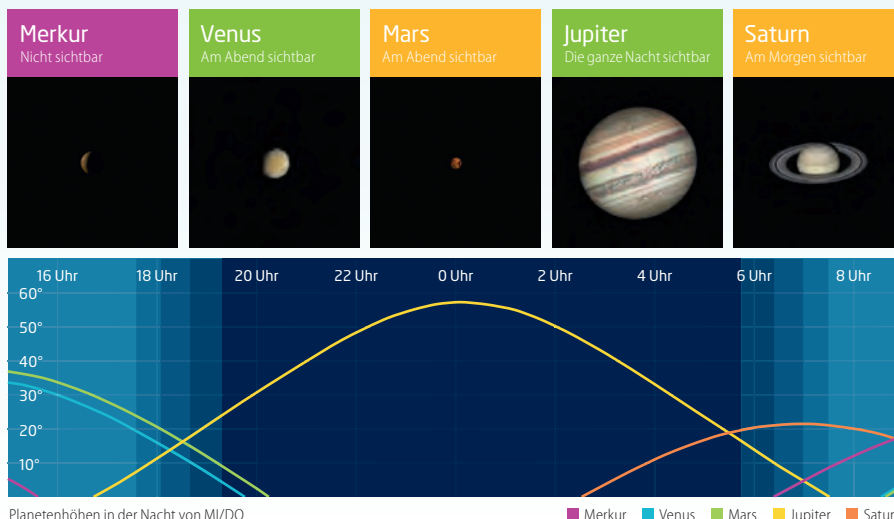 Merkur
Nicht sichtbar
Venus
Am Abend sichtbar
Mars
Am Abend sichtbar
Jupiter
Die ganze Nacht sichtbar
Saturn
Am Morgen sichtbar
16 Uhr 18 Uhr 20 Uhr 22 Uhr 0 Uhr 2 Uhr 4 Uhr 6 Uhr 8 Uhr
60°
50°
40°
30°
20°
10°
Planetenhöhen in der Nacht von MI/DO
Merkur Venus Mars Jupiter Satur